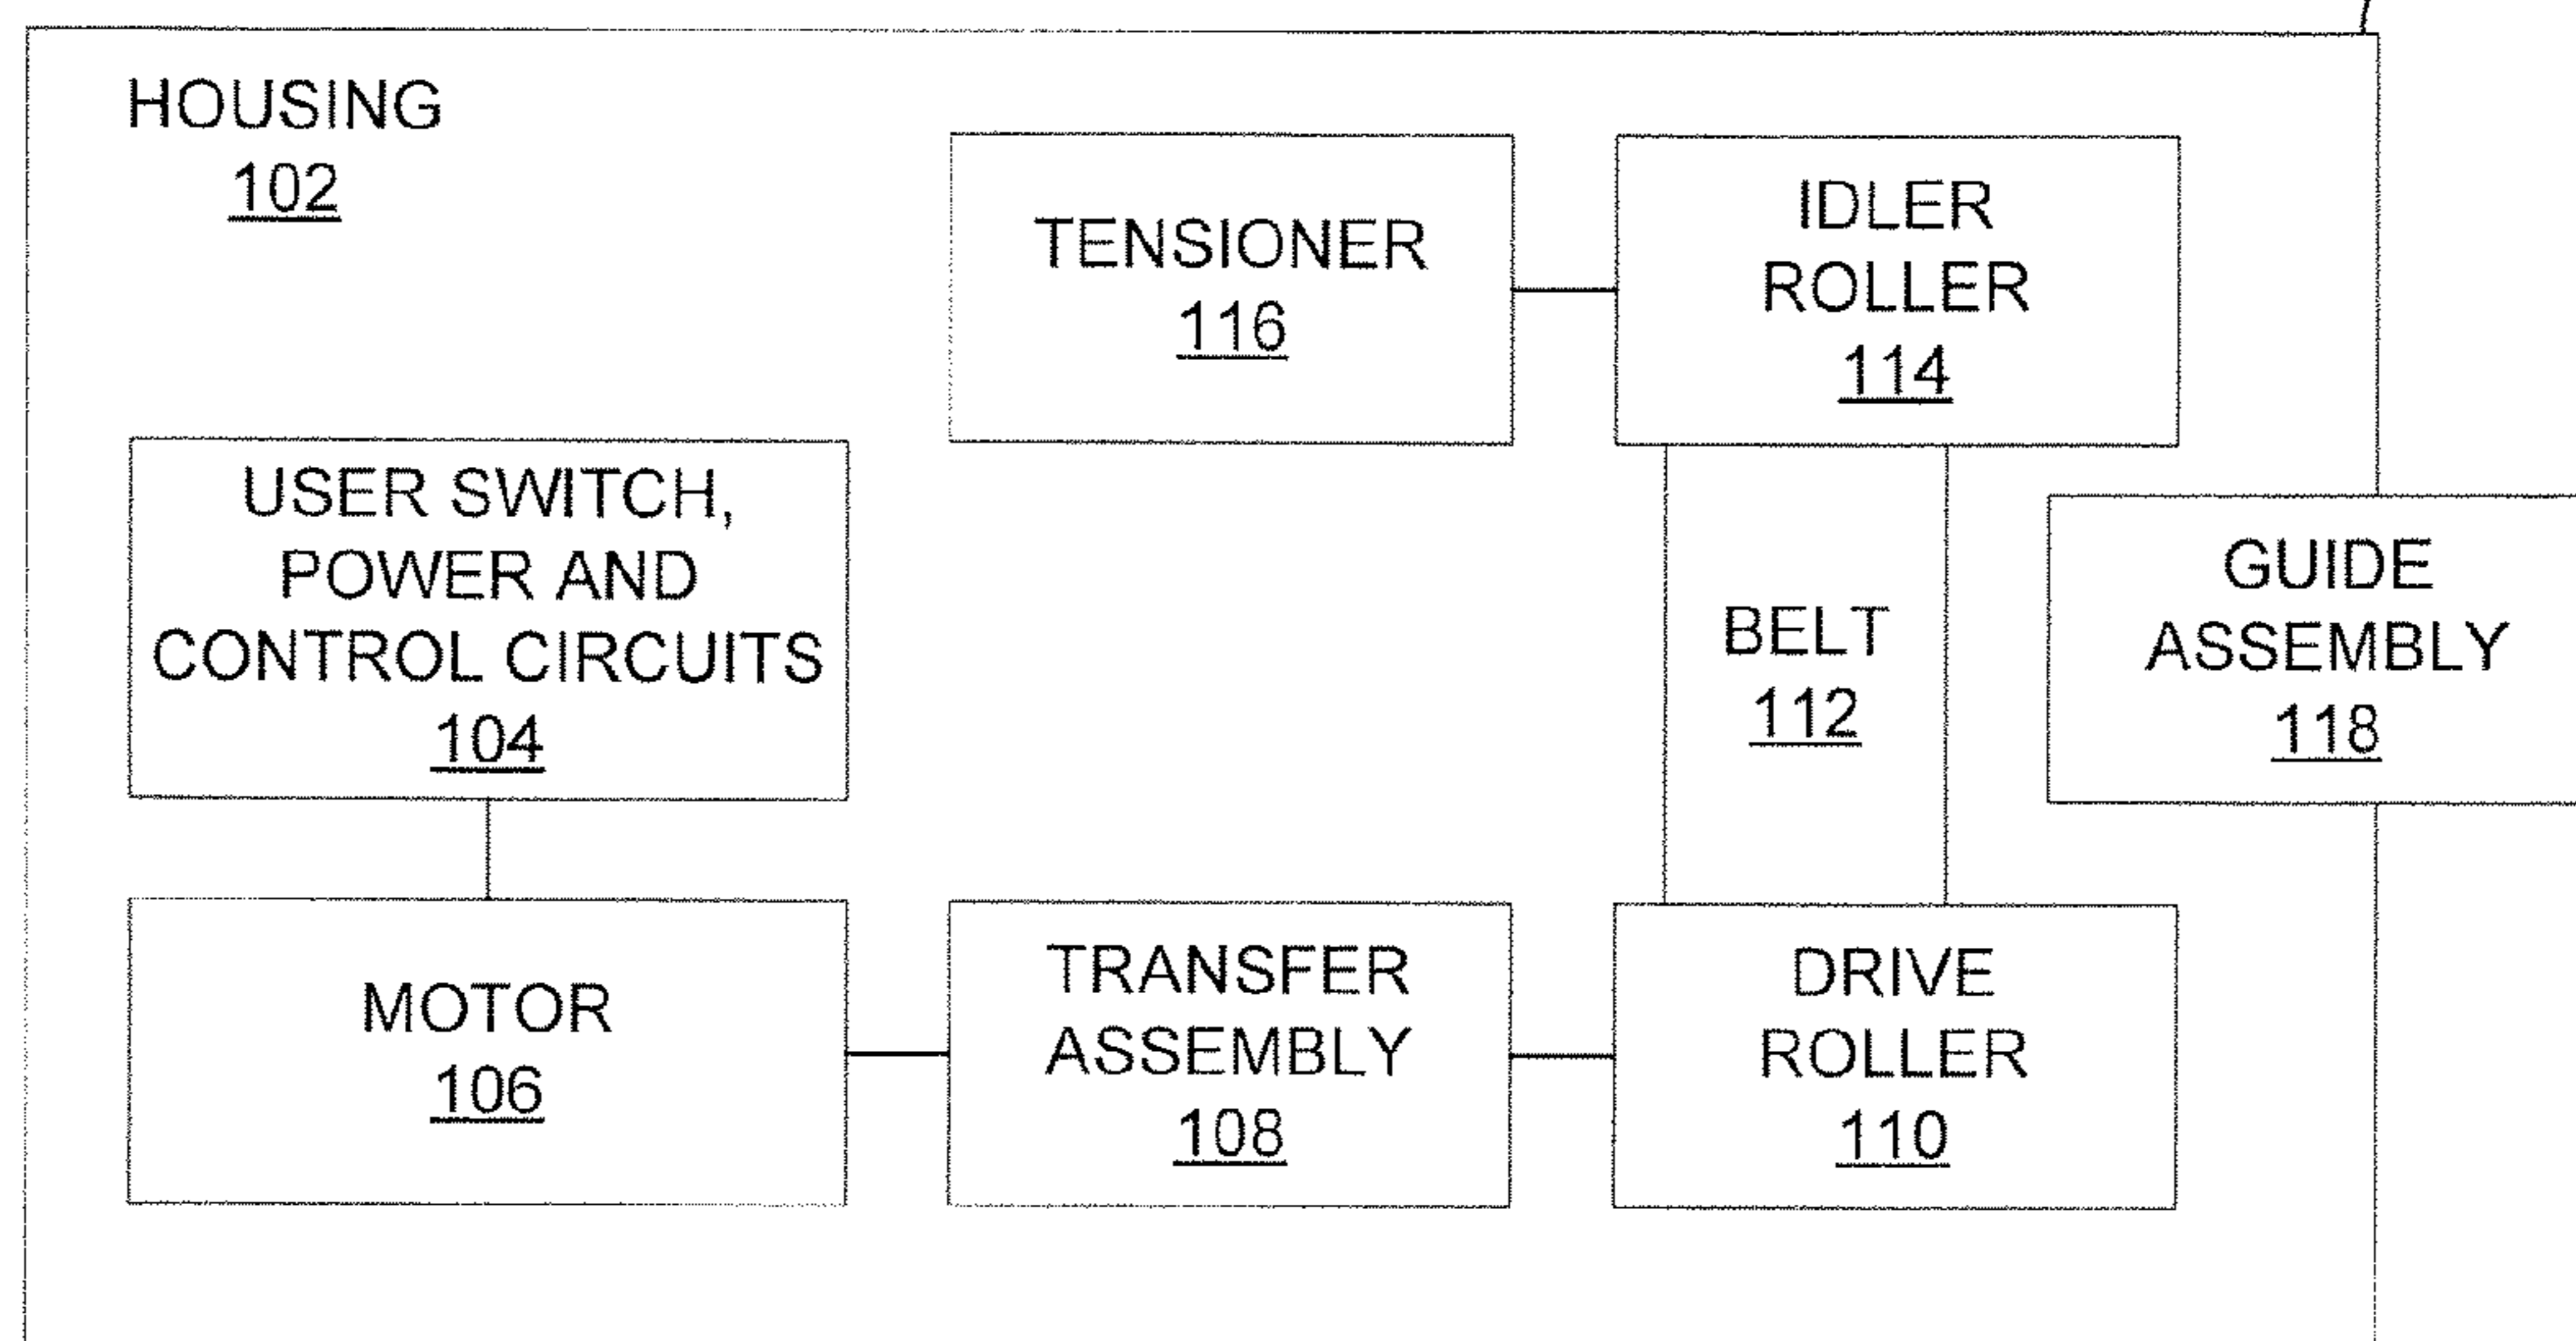 HOUSING
102
TENSIONER
116
IDLER
ROLLER
114
USER SWITCH,
POWER AND
CONTROL CIRCUITS
104
BELT
112
GUIDE
ASSEMBLY
118
MOTOR
106
TRANSFER
ASSEMBLY
108
DRIVE
ROLLER
110